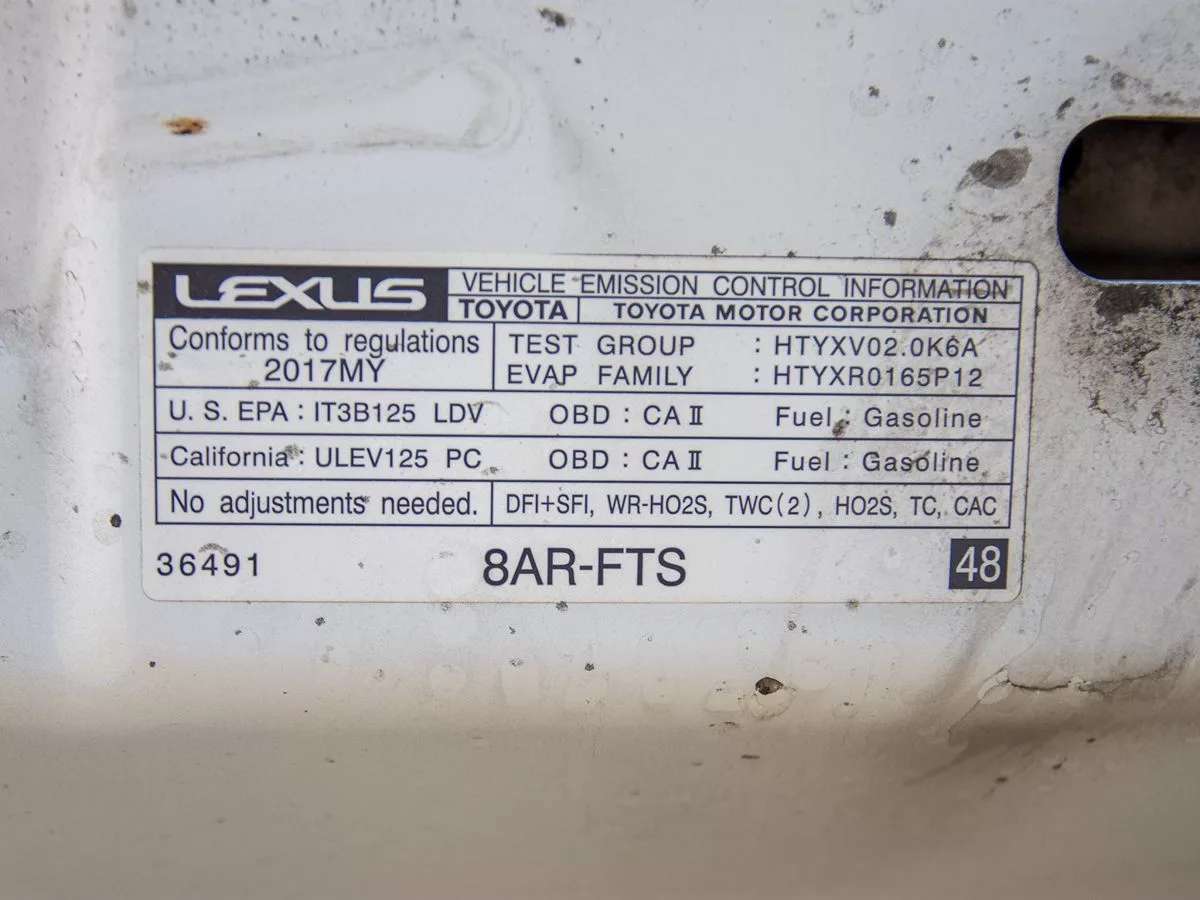 LEXUS VEHICLE EMISSION CONTROL INFORMATION
TOYOTA TOYOTA MOTOR CORPORATION
Conforms to regulations
2017MY
TEST GROUP : HTYXV02.0K6A
EVAP FAMILY : HTYXR0165P12
U. S. EPA : IT3B125 LDV OBD : CA II Fuel : Gasoline
California : ULEV125 PC OBD : CA II Fuel : Gasoline
No adjustments needed. DFI+SFI, WR-HO2S, TWC(2), HO2S, TC, CAC
36491 8AR-FTS 48